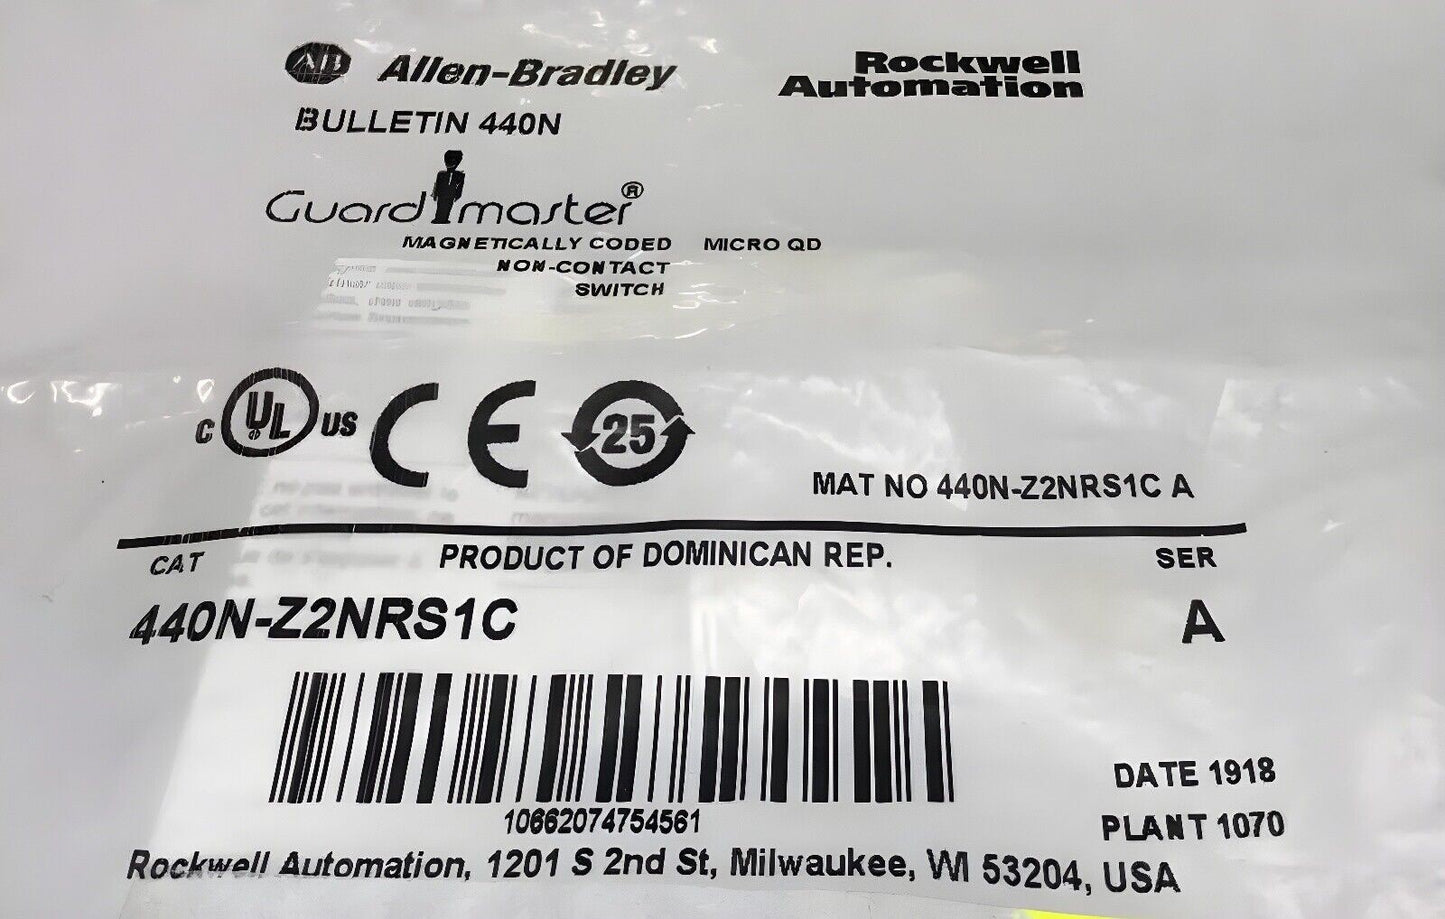 AB Allen-Bradley
Rockwell
Automation
BULLETIN 440N
Guardmaster®
MAGNETICALLY CODED MICRO QD
NON-CONTACT
SWITCH
C UL US CE 25
MAT NO 440N-Z2NRS1C A
CAT PRODUCT OF DOMINICAN REP. SER
440N-Z2NRS1C A
10662074754561
DATE 1918
PLANT 1070
Rockwell Automation, 1201 S 2nd St, Milwaukee, WI 53204, USA